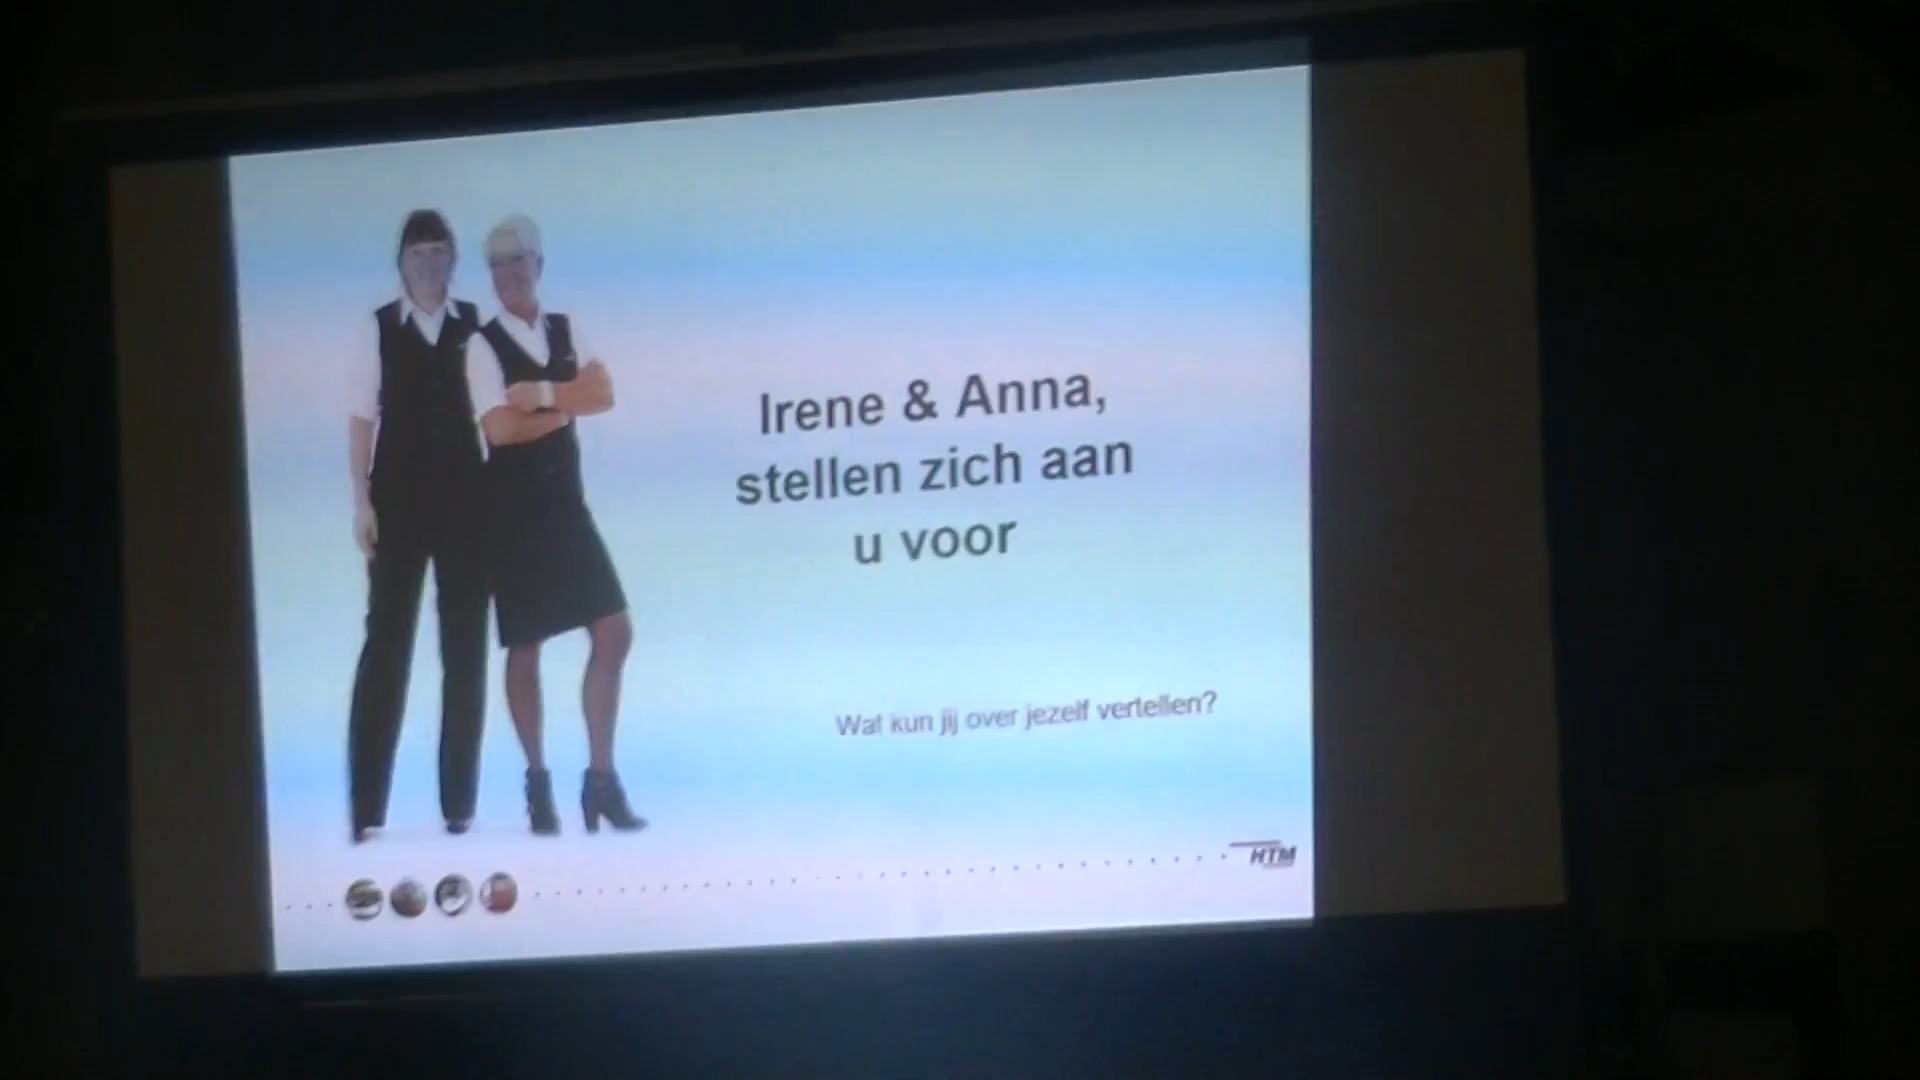 Irene & Anna,
stellen zich aan
u voor
Wat kun jij over jezelf vertellen?
HTM